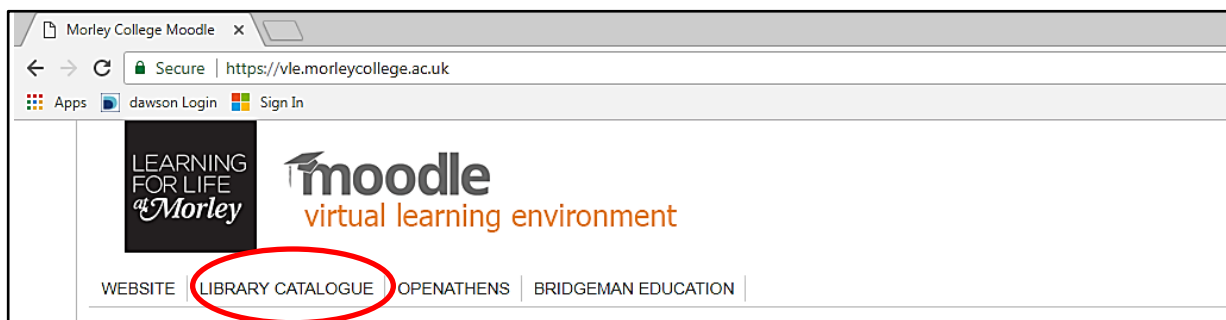 Morley College Moodle
Secure | https://vle.morleycollege.ac.uk
Apps dawson Login Sign In
LEARNING
FOR LIFE
at Morley
moodle
virtual learning environment
WEBSITE LIBRARY CATALOGUE OPENATHENS BRIDGEMAN EDUCATION